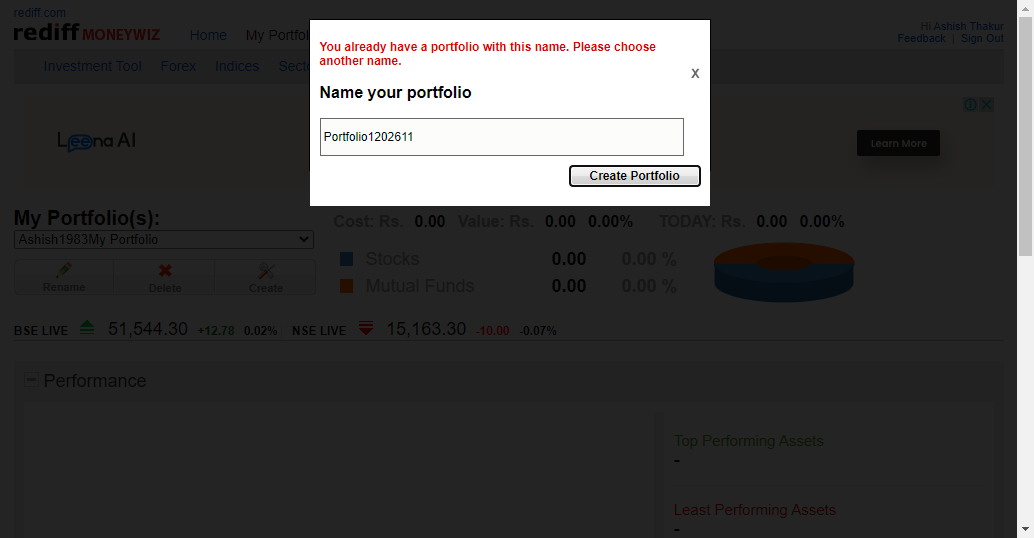 rediff.com
rediff MONEYWIZ
Home My Portfol
Hi Ashish Thakur
Feedback | Sign Out
Investment Tool Forex Indices Secto
You already have a portfolio with this name. Please choose
another name.
X
Name your portfolio
Portfolio1202611
Create Portfolio
Leena AI
Learn More
My Portfolio(s):
Ashish1983My Portfolio
Rename Delete Create
Cost: Rs. 0.00 Value: Rs. 0.00 0.00% TODAY: Rs. 0.00 0.00%
Stocks 0.00 0.00 %
Mutual Funds 0.00 0.00 %
BSE LIVE 51,544.30 +12.78 0.02% NSE LIVE 15,163.30 -10.00 -0.07%
Performance
Top Performing Assets
-
Least Performing Assets
-